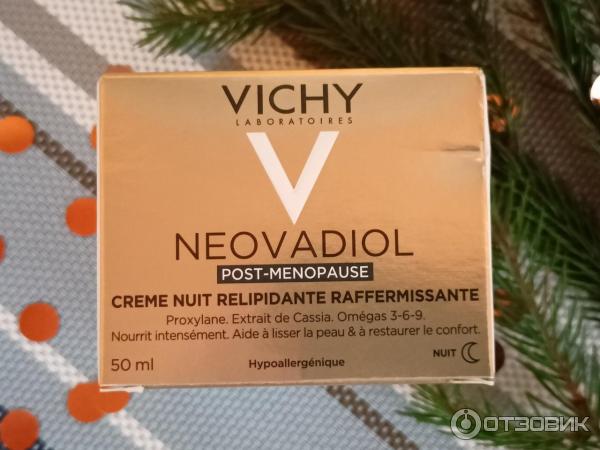 VICHY
LABORATOIRES
V
NEOVADIOL
POST-MENOPAUSE
CREME NUIT RELIPIDANTE RAFFERMISSANTE
Proxylane. Extrait de Cassia. Omégas 3-6-9.
Nourrit intensément. Aide à lisser la peau & à restaurer le confort.
50 ml
Hypoallergénique
NUIT
ОТЗОВИК